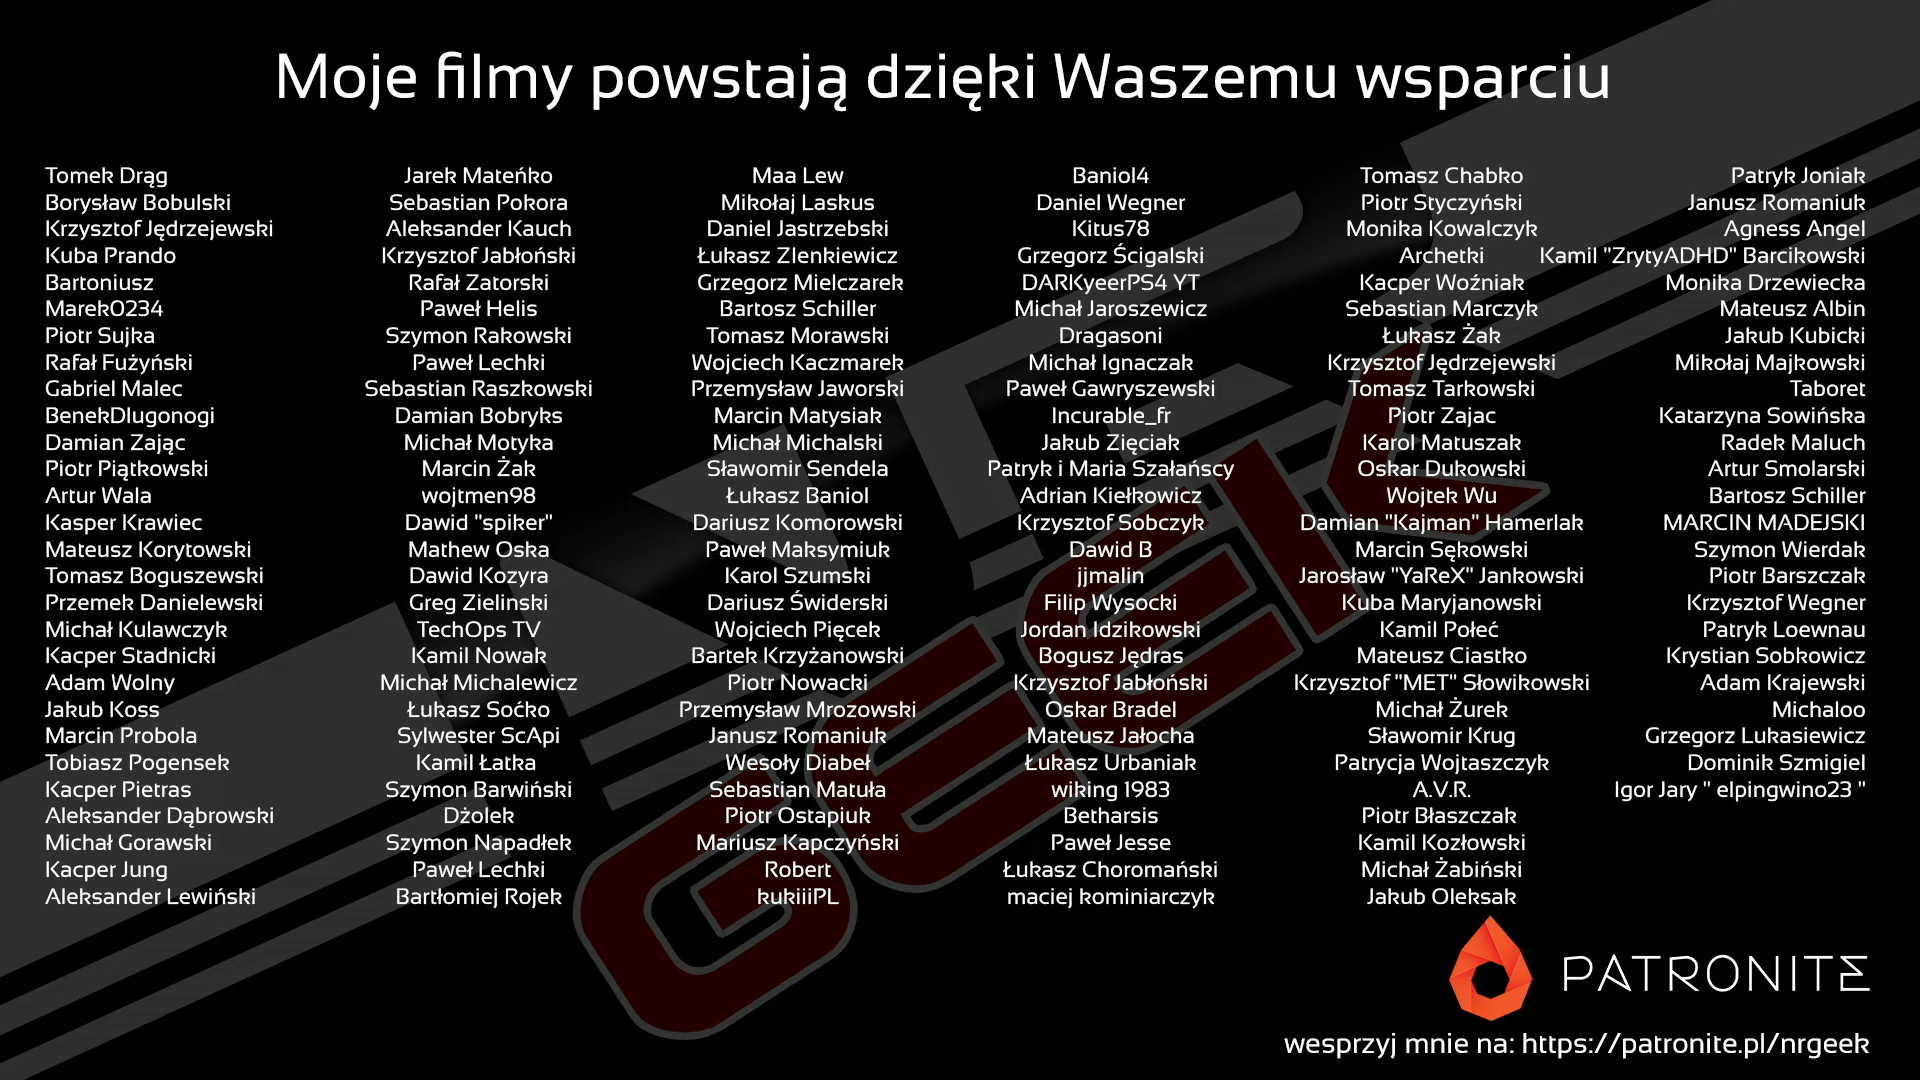 Moje filmy powstają dzięki Waszemu wsparciu
Tomek Drąg
Borysław Bobulski
Krzysztof Jędrzejewski
Kuba Prando
Bartoniusz
Marek0234
Piotr Sujka
Rafał Fużyński
Gabriel Malec
BenekDlugonogi
Damian Zając
Piotr Piątkowski
Artur Wala
Kasper Krawiec
Mateusz Korytowski
Tomasz Boguszewski
Przemek Danielewski
Michał Kulawczyk
Kacper Stadnicki
Adam Wolny
Jakub Koss
Marcin Probola
Tobiasz Pogensek
Kacper Pietras
Aleksander Dąbrowski
Michał Gorawski
Kacper Jung
Aleksander Lewiński
Jarek Mateńko
Sebastian Pokora
Aleksander Kauch
Krzysztof Jabłoński
Rafał Zatorski
Paweł Helis
Szymon Rakowski
Paweł Lechki
Sebastian Raszkowski
Damian Bobryks
Michał Motyka
Marcin Żak
wojtmen98
Dawid "spiker"
Mathew Oska
Dawid Kozyra
Greg Zielinski
TechOps TV
Kamil Nowak
Michał Michalewicz
Łukasz Soćko
Sylwester ScApi
Kamil Łatka
Szymon Barwiński
Dżolek
Szymon Napadłek
Paweł Lechki
Bartłomiej Rojek
Maa Lew
Mikołaj Laskus
Daniel Jastrzebski
Łukasz Zlenkiewicz
Grzegorz Mielczarek
Bartosz Schiller
Tomasz Morawski
Wojciech Kaczmarek
Przemysław Jaworski
Marcin Matysiak
Michał Michalski
Sławomir Sendela
Łukasz Baniol
Dariusz Komorowski
Paweł Maksymiuk
Karol Szumski
Dariusz Świderski
Wojciech Pięcek
Bartek Krzyżanowski
Piotr Nowacki
Przemysław Mrozowski
Janusz Romaniuk
Wesoły Diabeł
Sebastian Matuła
Piotr Ostapiuk
Mariusz Kapczyński
Robert
kukiiiPL
Baniol4
Daniel Wegner
Kitus78
Grzegorz Ścigalski
DARKyeerPS4 YT
Michał Jaroszewicz
Dragasoni
Michał Ignaczak
Paweł Gawryszewski
Incurable_fr
Jakub Zięciak
Patryk i Maria Szałańscy
Adrian Kiełkowicz
Krzysztof Sobczyk
Dawid B
jjmalin
Filip Wysocki
Jordan Idzikowski
Bogusz Jędras
Krzysztof Jabłoński
Oskar Bradel
Mateusz Jałocha
Łukasz Urbaniak
wiking 1983
Betharsis
Paweł Jesse
Łukasz Choromański
maciej kominiarczyk
Tomasz Chabko
Piotr Styczyński
Monika Kowalczyk
Archetki
Kacper Woźniak
Sebastian Marczyk
Łukasz Żak
Krzysztof Jędrzejewski
Tomasz Tarkowski
Piotr Zajac
Karol Matuszak
Oskar Dukowski
Wojtek Wu
Damian "Kajman" Hamerlak
Marcin Sękowski
Jarosław "YaReX" Jankowski
Kuba Maryjanowski
Kamil Połeć
Mateusz Ciastko
Krzysztof "MET" Słowikowski
Michał Żurek
Sławomir Krug
Patrycja Wojtaszczyk
A.V.R.
Piotr Błaszczak
Kamil Kozłowski
Michał Żabiński
Jakub Oleksak
Patryk Joniak
Janusz Romaniuk
Agness Angel
Kamil "ZrytyADHD" Barcikowski
Monika Drzewiecka
Mateusz Albin
Jakub Kubicki
Mikołaj Majkowski
Taboret
Katarzyna Sowińska
Radek Maluch
Artur Smolarski
Bartosz Schiller
MARCIN MADEJSKI
Szymon Wierdak
Piotr Barszczak
Krzysztof Wegner
Patryk Loewnau
Krystian Sobkowicz
Adam Krajewski
Michaloo
Grzegorz Lukasiewicz
Dominik Szmigiel
Igor Jary " elpingwino23 "
GEEK
PATRONITE
wesprzyj mnie na: https://patronite.pl/nrgeek